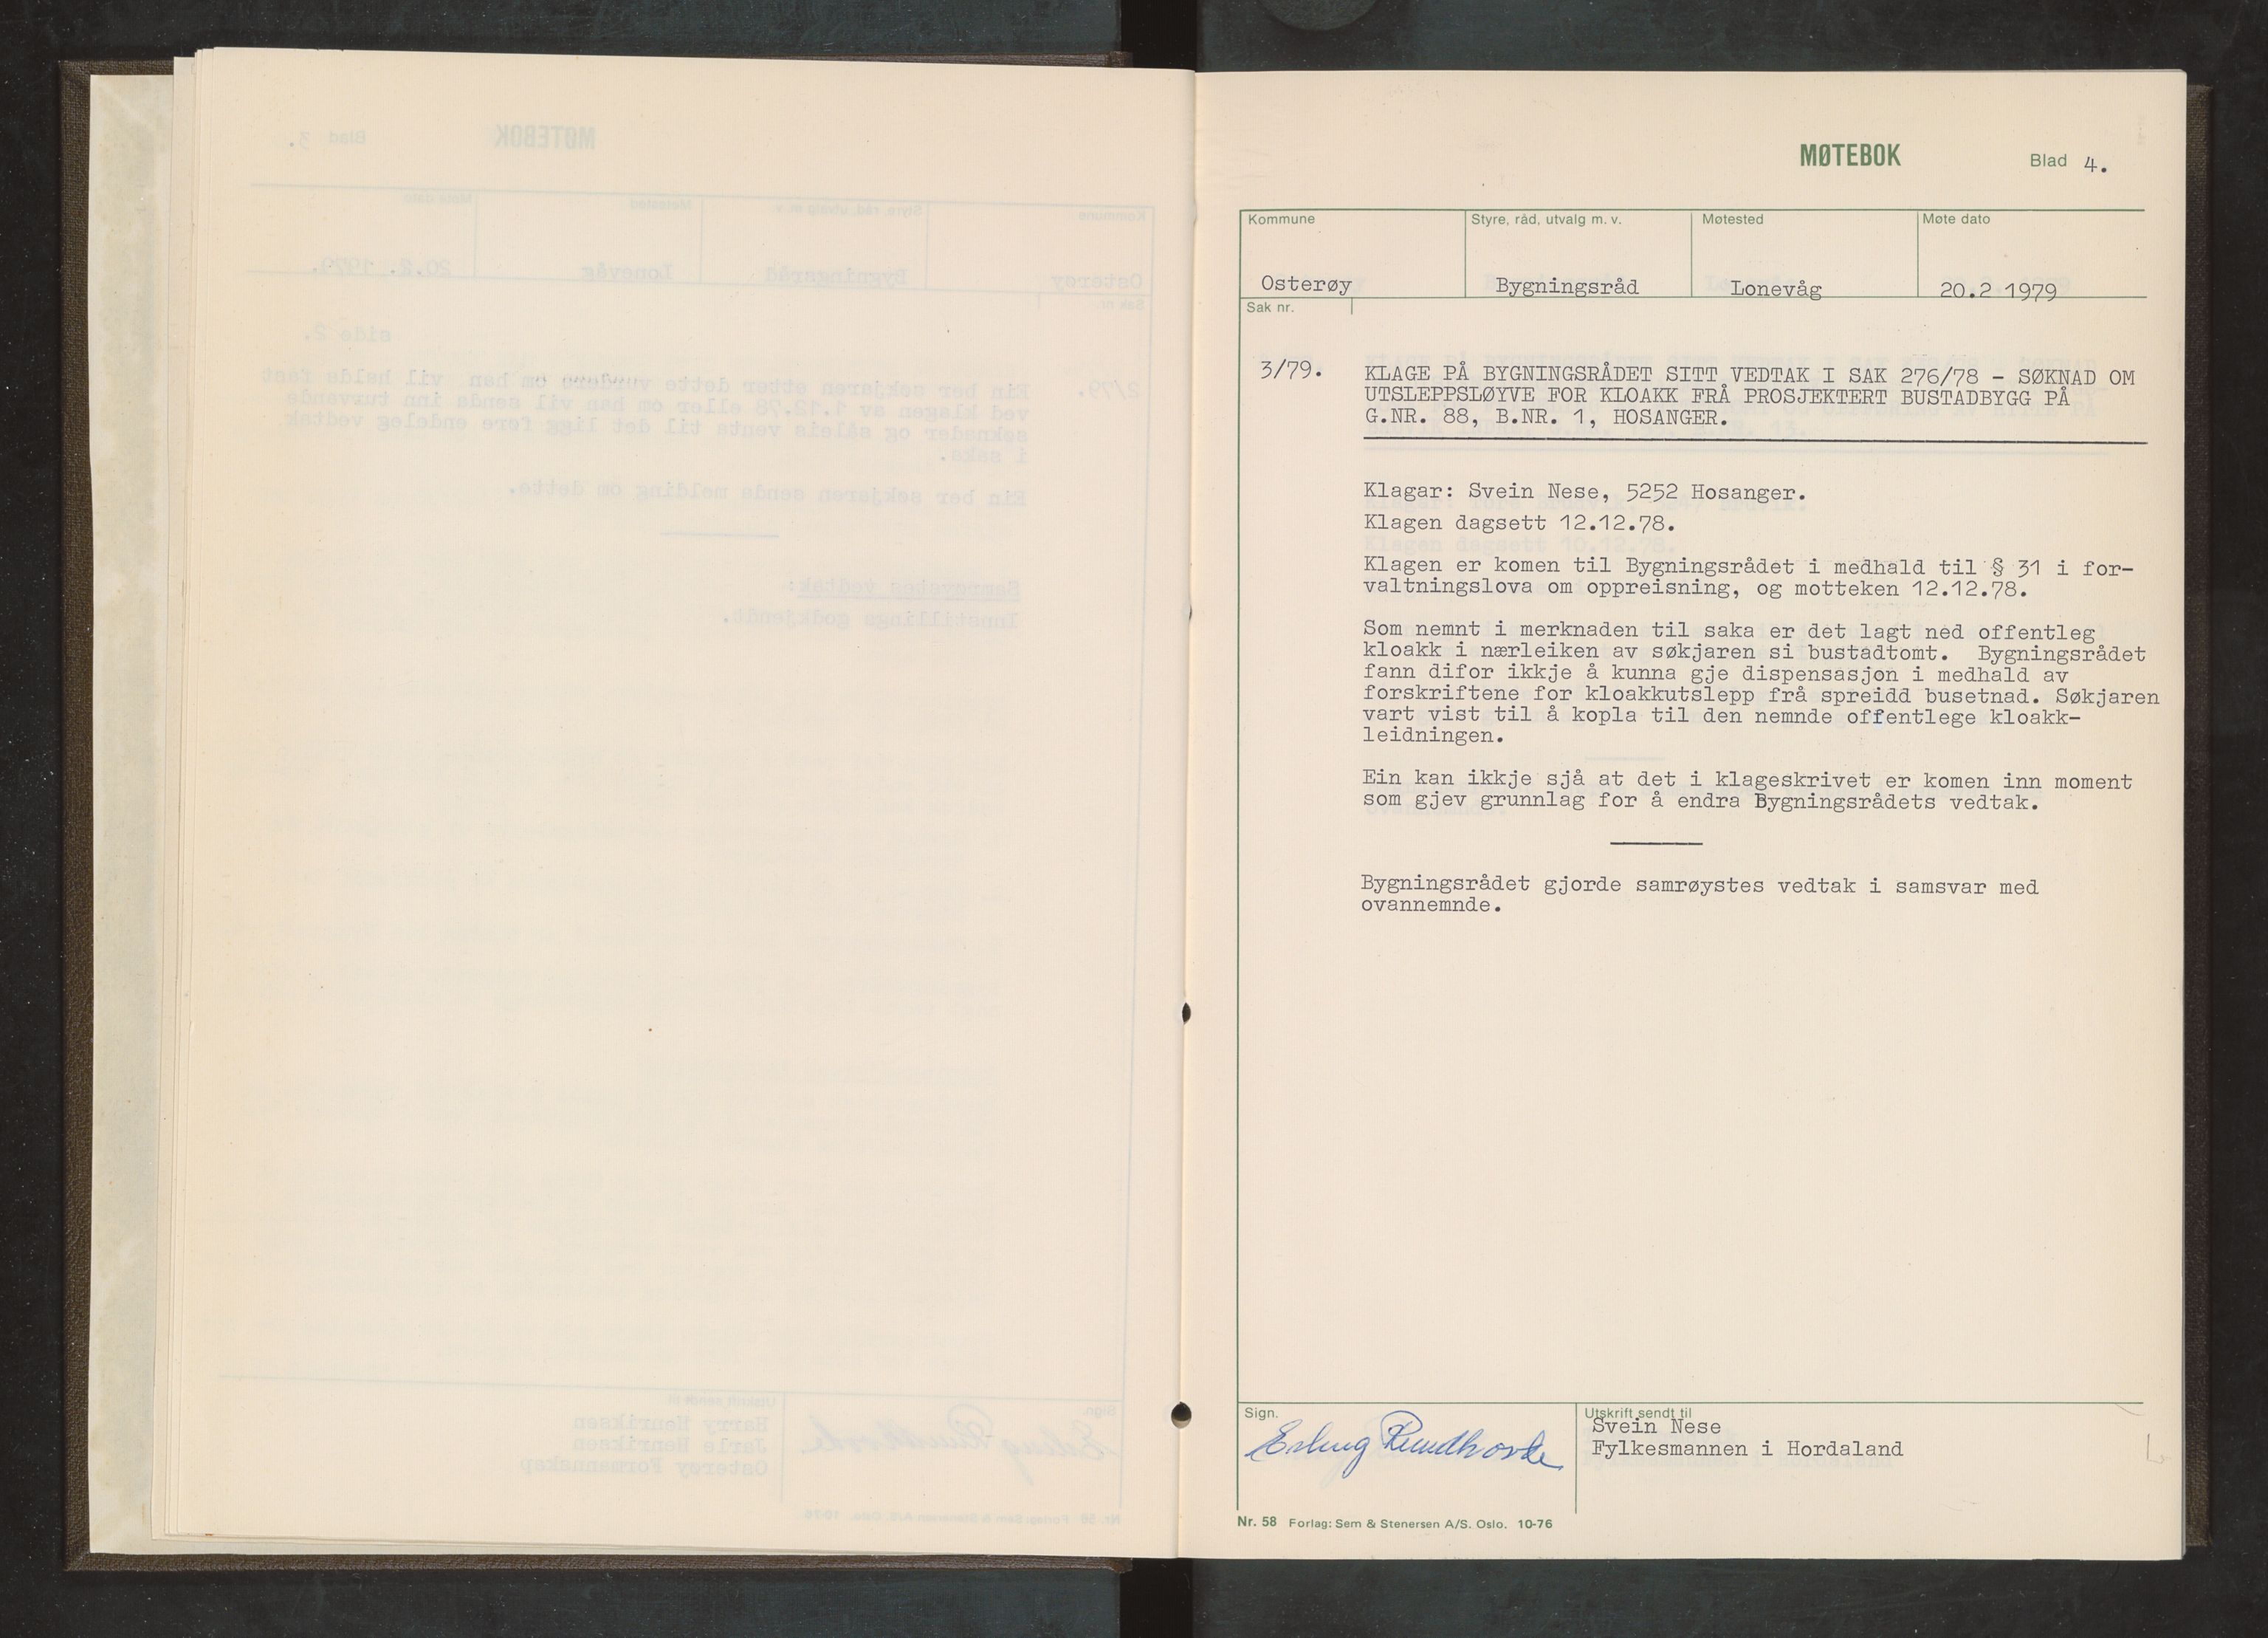 MØTEBOK
Blad 4.
Kommune
Styre, råd, utvalg m. v.
Møtested
Møte dato
Osterøy
Bygningsråd
Lonevåg
20.2 1979
Sak nr.
3/79. KLAGE PÅ BYGNINGSRÅDET SITT VEDTAK I SAK 276/78 – SØKNAD OM
UTSLEPPSLØYVE FOR KLOAKK FRÅ PROSJEKTERT BUSTADBYGG PÅ
G.NR. 88, B.NR. 1, HOSANGER.
Klagar: Svein Nese, 5252 Hosanger.
Klagen dagsett 12.12.78.
Klagen er komen til Bygningsrådet i medhald til § 31 i for-
valtningslova om oppreisning, og motteken 12.12.78.
Som nemnt i merknaden til saka er det lagt ned offentleg
kloakk i nærleiken av søkjaren si bustadtomt. Bygningsrådet
fann difor ikkje å kunna gje dispensasjon i medhald av
forskriftene for kloakkutslepp frå spreidd busetnad. Søkjaren
vart vist til å kopla til den nemnde offentlege kloakk-
leidningen.
Ein kan ikkje sjå at det i klageskrivet er komen inn moment
som gjev grunnlag for å endra Bygningsrådets vedtak.
Bygningsrådet gjorde samrøystes vedtak i samsvar med
ovannemnde.
Sign.
Erling Rundhovde
Utskrift sendt til
Svein Nese
Fylkesmannen i Hordaland
Nr. 58 Forlag: Sem & Stenersen A/S. Oslo. 10-76